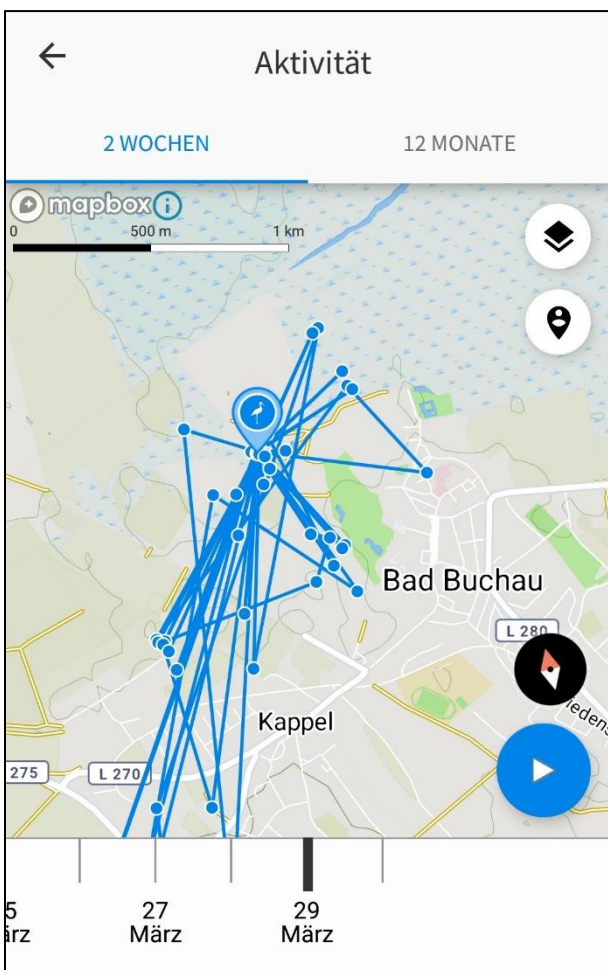 Aktivität
2 WOCHEN
12 MONATE
mapbox
0 500 m 1 km
Bad Buchau
L 280
Kappel
275
L 270
27
März
29
März